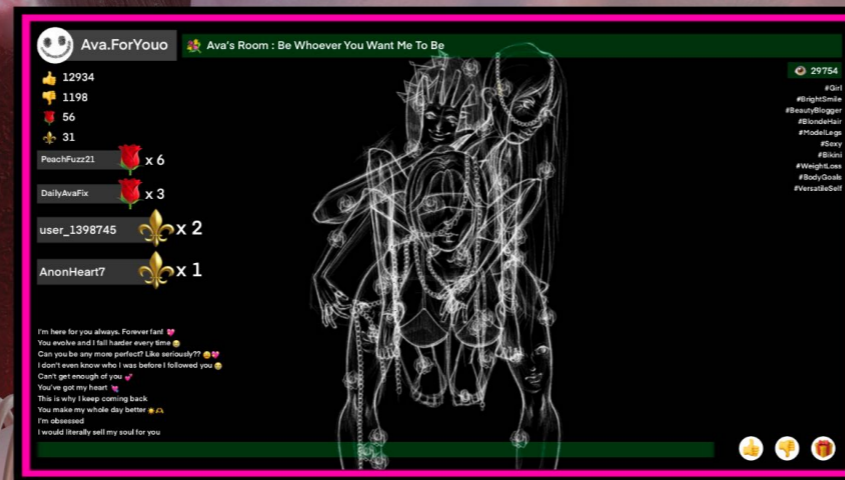 Ava.ForYouo
Ava's Room : Be Whoever You Want Me To Be
12934
1198
56
31
PeachFuzz21 x 6
DailyAvaFix x 3
user_1398745 x 2
AnonHeart7 x 1
29754
#Girl
#BrightSmile
#BeautyBlogger
#BlondeHair
#ModelLegs
#Sexy
#Bikini
#WeightLoss
#BodyGoals
#VersatileSelf
I'm here for you always. Forever fan! 💘
You evolve and I fall harder every time 😭
Can you be any more perfect? Like seriously??
I don't even know who I was before I followed you 😭
Can't get enough of you 💕
You've got my heart 💘
This is why I keep coming back
You make my whole day better
I'm obsessed
I would literally sell my soul for you